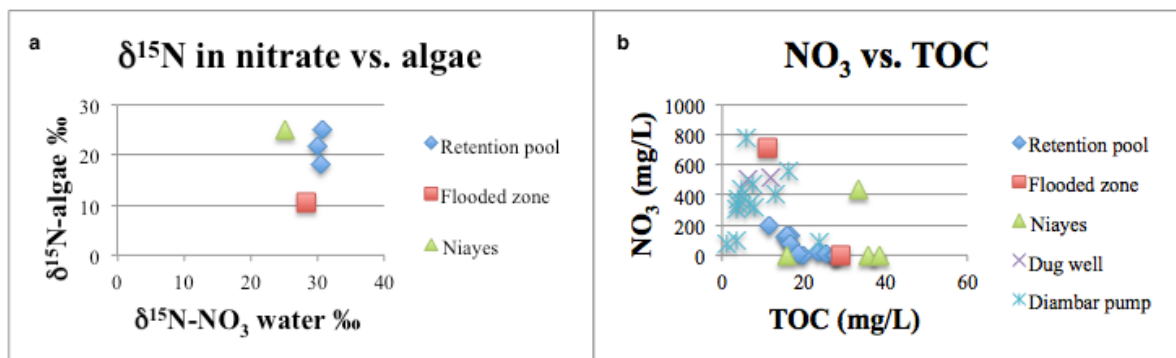 a
δ¹⁵N in nitrate vs. algae
30
20
10
0
0 10 20 30 40
δ¹⁵N-algae ‰
δ¹⁵N-NO₃ water ‰
Retention pool
Flooded zone
Niayes
b
NO₃ vs. TOC
1000
800
600
400
200
0
0 20 40 60
NO₃ (mg/L)
TOC (mg/L)
Retention pool
Flooded zone
Niayes
Dug well
Diambar pump